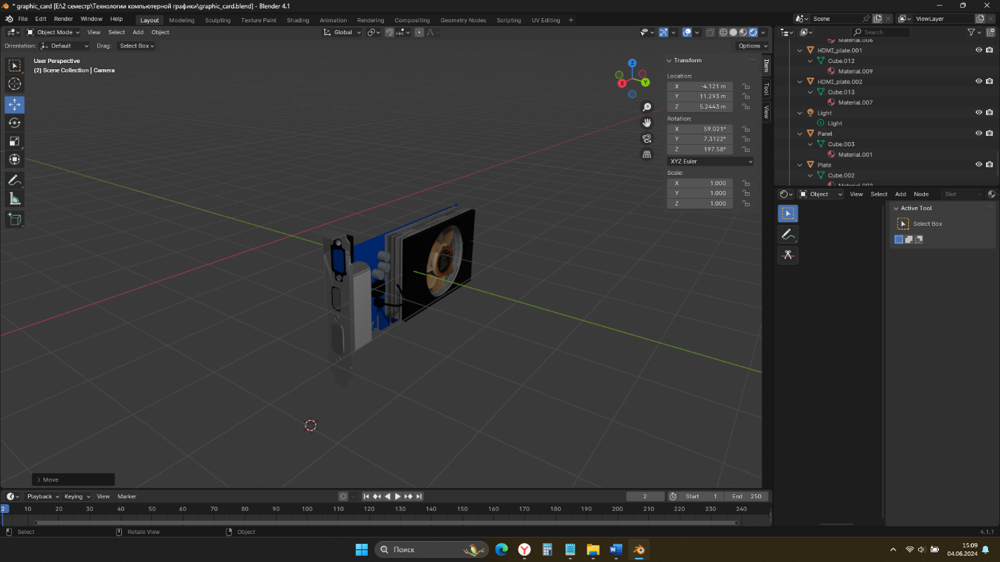 * graphic_card [E:\2 семестр\Технологии компьютерной графики\graphic_card.blend] - Blender 4.1
File Edit Render Window Help Layout Modeling Sculpting UV Editing Texture Paint Shading Animation Rendering Compositing Geometry Nodes Scripting UV Editing + Scene ViewLayer
Object Mode View Select Add Object Global Search
Orientation: Default Drag: Select Box Options
User Perspective
(2) Scene Collection | Camera
Transform
Location:
X -4.121 m
Y 11.293 m
Z 5.2443 m
Rotation:
X 59.021°
Y 7.3122°
Z 197.58°
XYZ Euler
Scale:
X 1.000
Y 1.000
Z 1.000
Item
Tool
View
Z
X
Y
Material.006
HDMI_plate.001
Cube.012
Material.009
HDMI_plate.002
Cube.013
Material.007
Light
Light
Panel
Cube.003
Material.001
Plate
Cube.002
Object View Select Add Node Slot
Active Tool
Select Box
> Move
Playback Keying View Marker 2 Start 1 End 250
2 10 20 30 40 50 60 70 80 90 100 110 120 130 140 150 160 170 180 190 200 210 220 230 240
Select Rotate View Object 4.1.1
Поиск
15:09
04.06.2024